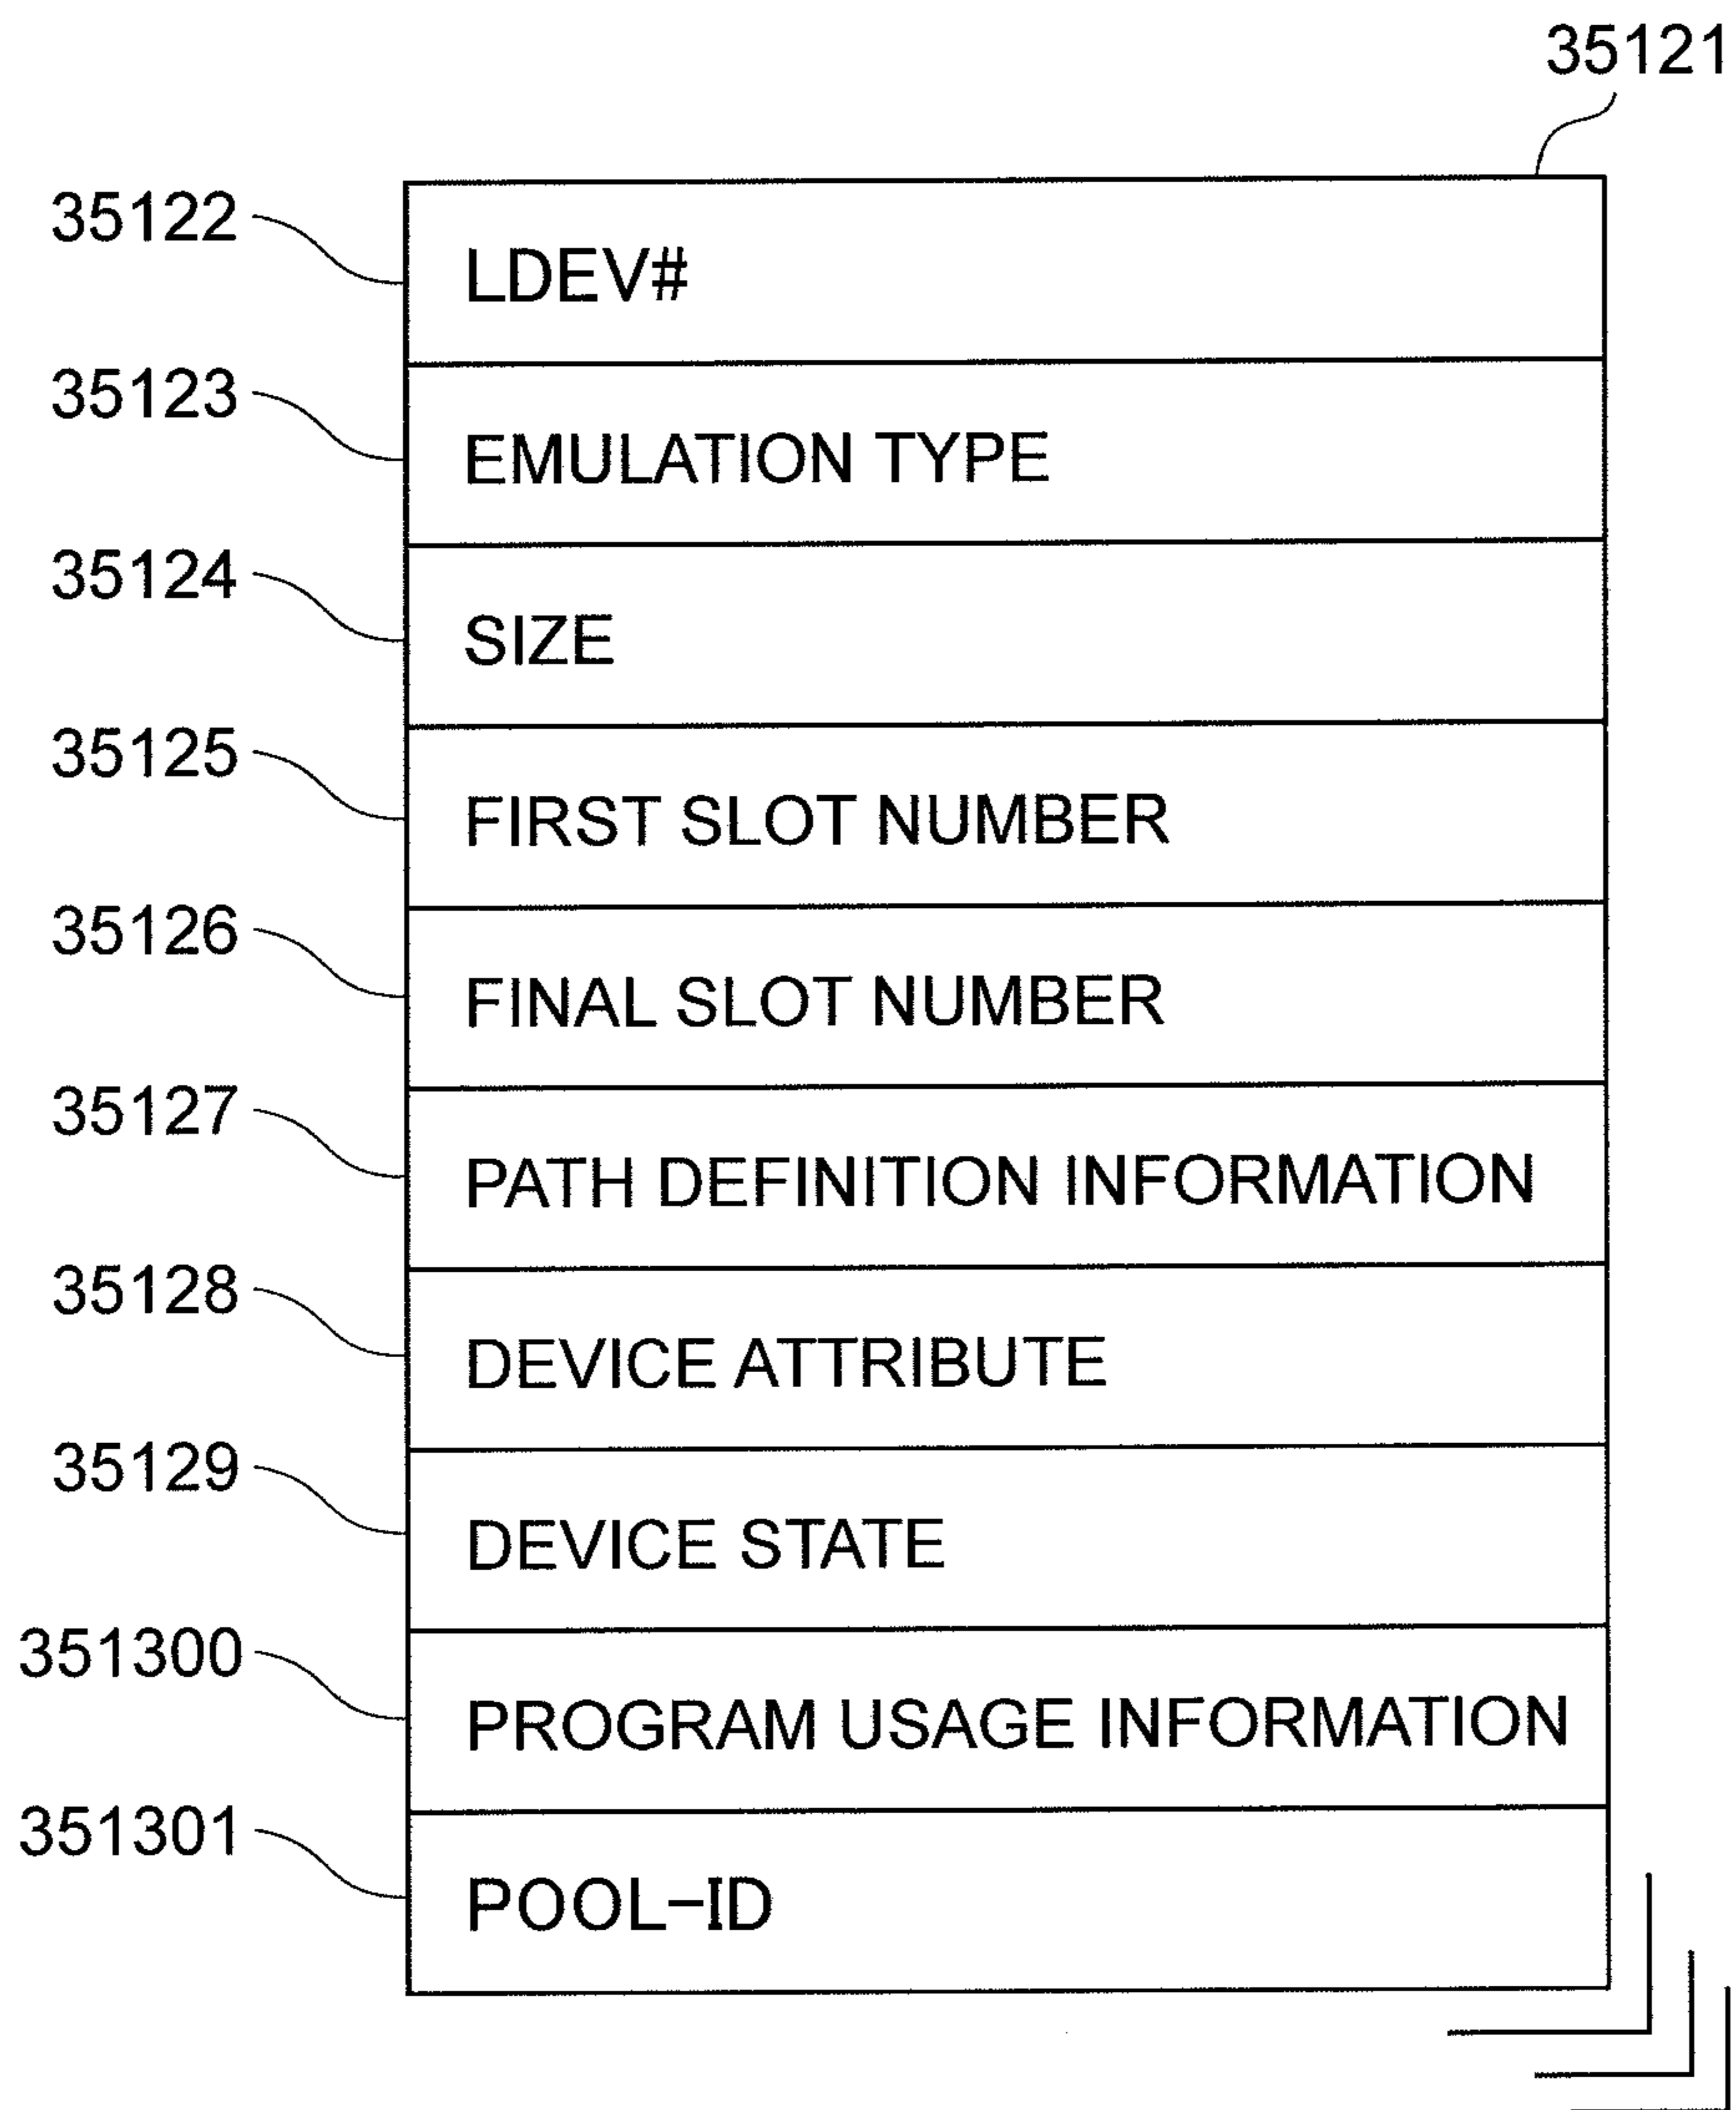 35121
35122
LDEV#
35123
EMULATION TYPE
35124
SIZE
35125
FIRST SLOT NUMBER
35126
FINAL SLOT NUMBER
35127
PATH DEFINITION INFORMATION
35128
DEVICE ATTRIBUTE
35129
DEVICE STATE
351300
PROGRAM USAGE INFORMATION
351301
POOL-ID